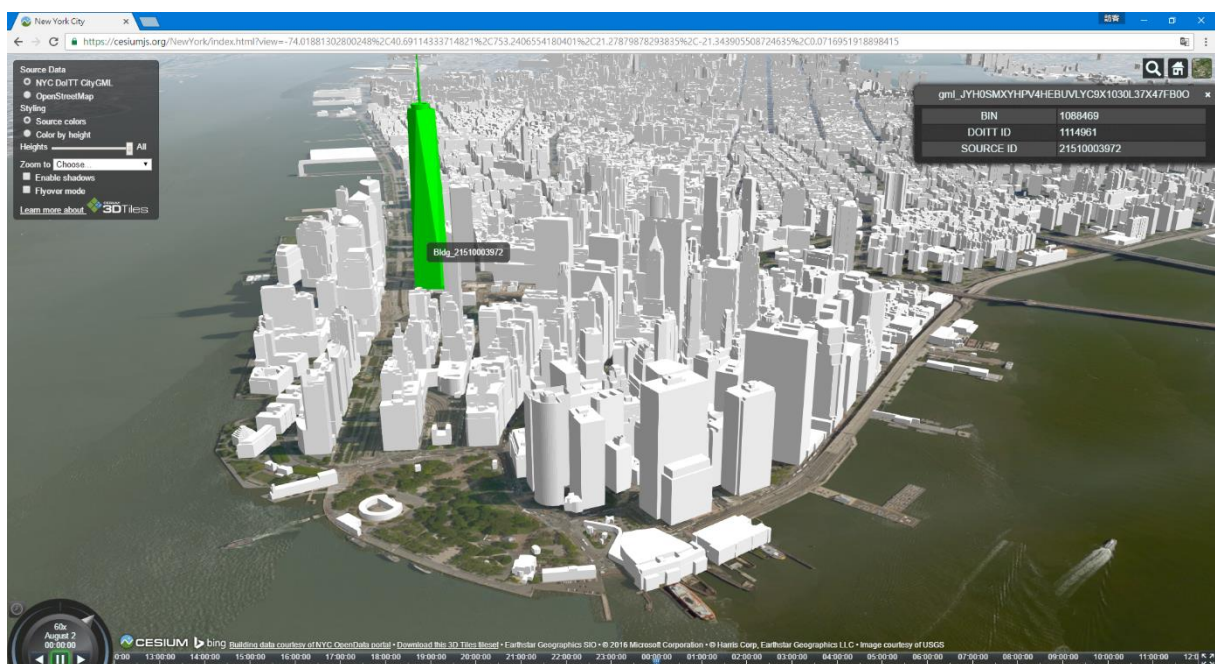 New York City
訪客
https://cesiumjs.org/NewYork/index.html?view=-74.01881302800248%2C40.69114333714821%2C753.2406554180401%2C21.27879878293835%2C-21.343905508724635%2C0.0716951918898415
Source Data
NYC DoITT CityGML
OpenStreetMap
Styling
Source colors
Color by height
Heights All
Zoom to Choose...
Enable shadows
Flyover mode
Learn more about 3DTiles
gml_JYH0SMXYHPV4HEBUVLYC9X1030L37X47FB0O
BIN 1088469
DOITT ID 1114961
SOURCE ID 21510003972
Bldg_21510003972
60x
August 2
00:00:00
CESIUM bing Building data courtesy of NYC OpenData portal • Download this 3D Tiles tileset • Earthstar Geographics SIO • © 2016 Microsoft Corporation • © Harris Corp, Earthstar Geographics LLC • Image courtesy of USGS
0:00 13:00:00 14:00:00 15:00:00 16:00:00 17:00:00 18:00:00 19:00:00 20:00:00 21:00:00 22:00:00 23:00:00 00:00:00 01:00:00 02:00:00 03:00:00 04:00:00 05:00:00 06:00:00 07:00:00 08:00:00 09:00:00 10:00:00 11:00:00